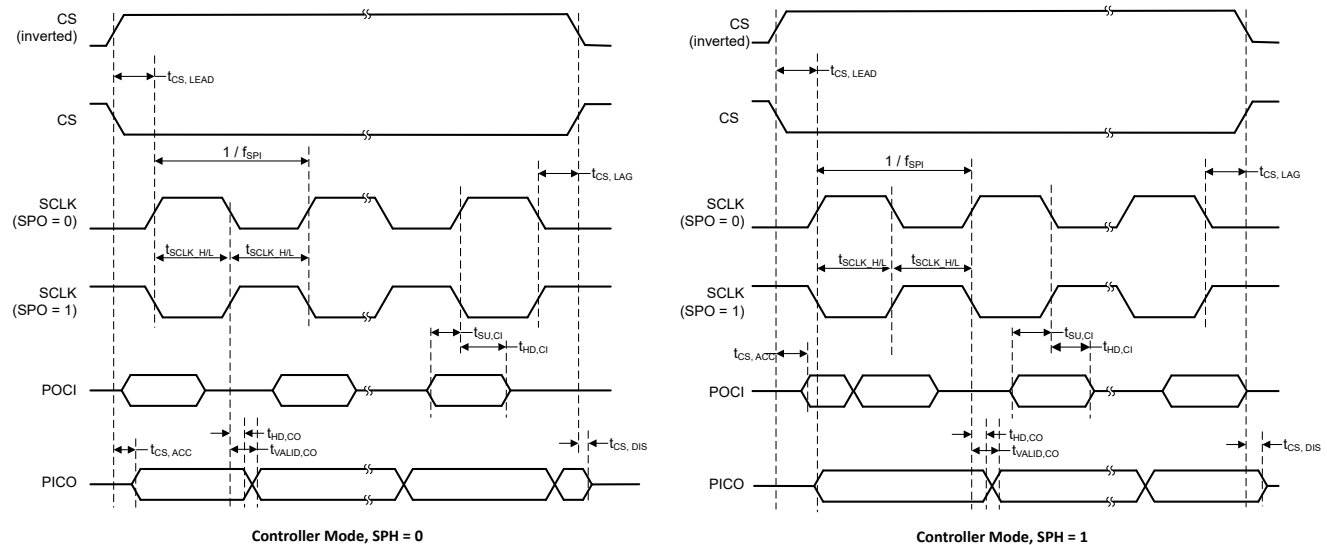 CS
(inverted)
tCS, LEAD
CS
1 / fSPI
tCS, LAG
SCLK
(SPO = 0)
tSCLK_H/L
tSCLK_H/L
SCLK
(SPO = 1)
tSU,CI
tHD,CI
POCI
tHD,CO
tCS, ACC
tVALID,CO
tCS, DIS
PICO
Controller Mode, SPH = 0
CS
(inverted)
tCS, LEAD
CS
1 / fSPI
tCS, LAG
SCLK
(SPO = 0)
tSCLK_H/L
tSCLK_H/L
SCLK
(SPO = 1)
tSU,CI
tCS, ACC
tHD,CI
POCI
tHD,CO
tVALID,CO
tCS, DIS
PICO
Controller Mode, SPH = 1